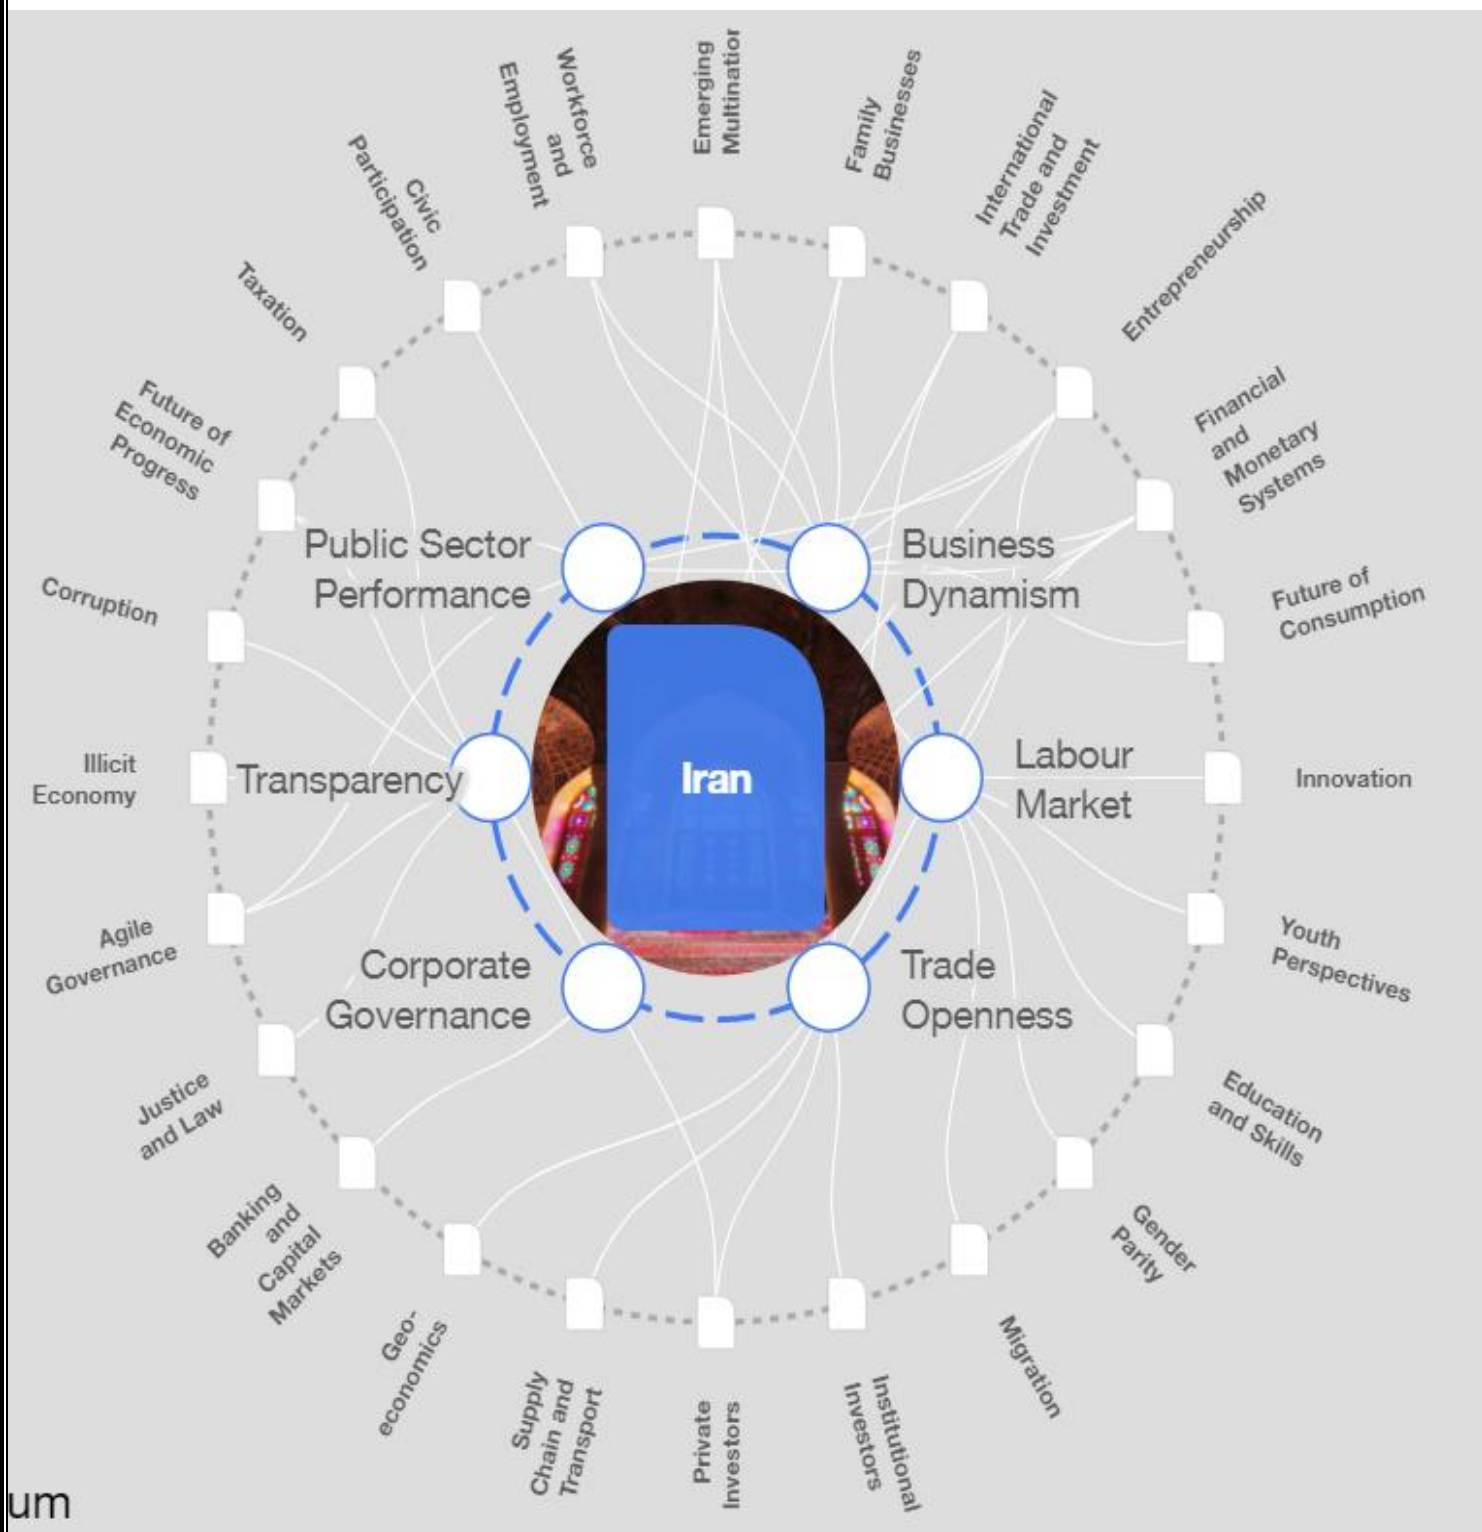 Workforce
and
Employment
Emerging
Multination
Family
Businesses
International
Trade and
Investment
Civic
Participation
Entrepreneurship
Taxation
Financial
and
Monetary
Systems
Future of
Economic
Progress
Public Sector
Performance
Business
Dynamism
Future of
Consumption
Corruption
Illicit
Economy
Transparency
Iran
Labour
Market
Innovation
Agile
Governance
Corporate
Governance
Trade
Openness
Youth
Perspectives
Justice
and Law
Education
and Skills
Banking
and
Capital
Markets
Gender
Parity
Geo-
economics
Supply
Chain and
Transport
Private
Investors
Institutional
Investors
Migration
um